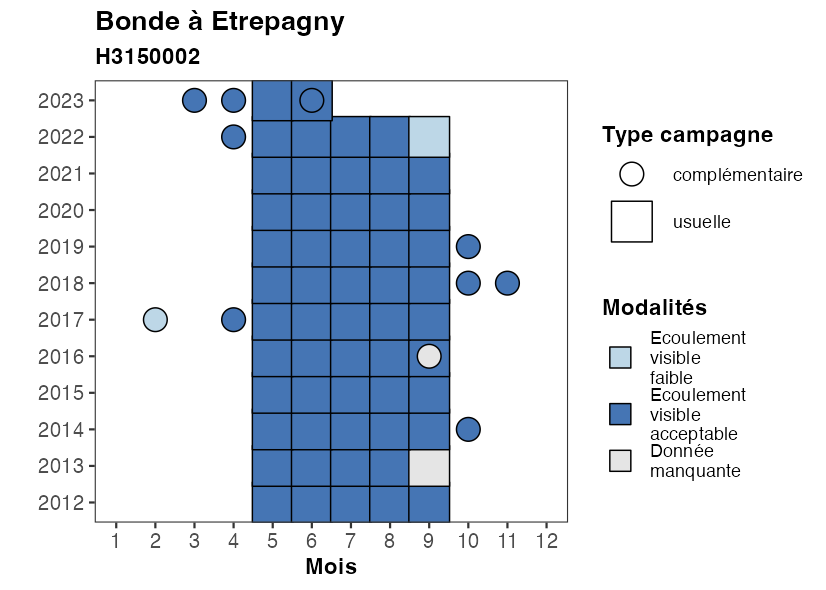 Bonde à Etrepagny
H3150002
2023
2022
2021
2020
2019
2018
2017
2016
2015
2014
2013
2012
1 2 3 4 5 6 7 8 9 10 11 12
Mois
Type campagne
complémentaire
usuelle
Modalités
Ecoulement
visible
faible
Ecoulement
visible
acceptable
Donnée
manquante